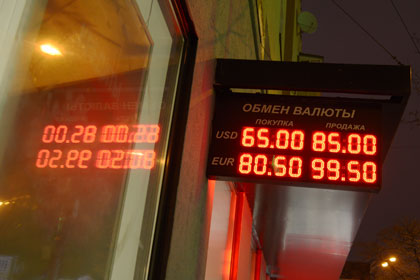 ОБМЕН ВАЛЮТЫ
ПОКУПКА ПРОДАЖА
USD 65.00 85.00
EUR 80.50 99.50